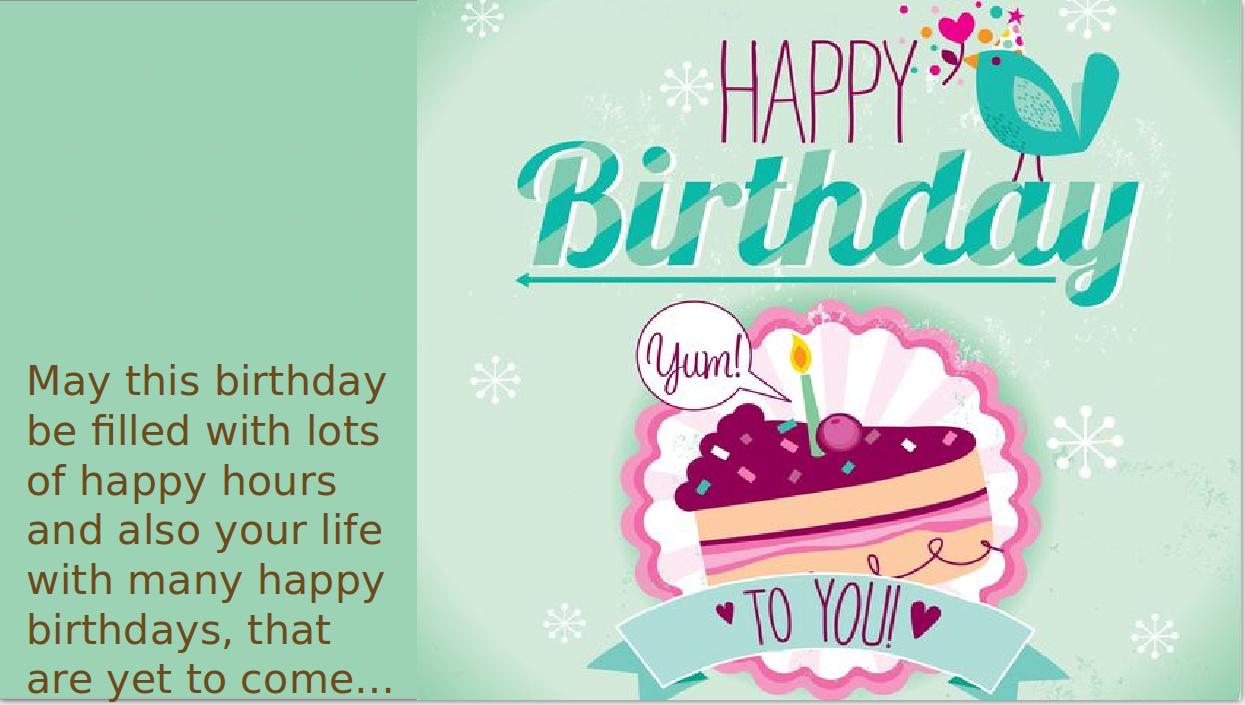 May this birthday
be filled with lots
of happy hours
and also your life
with many happy
birthdays, that
are yet to come...
HAPPY
Birthday
Yum!
TO YOU!